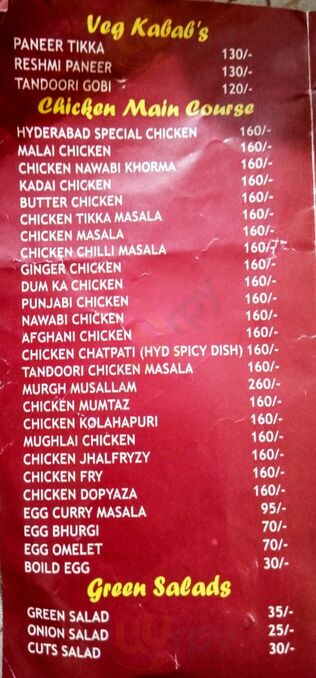 Veg Kabab's
PANEER TIKKA 130/-
RESHMI PANEER 130/-
TANDOORI GOBI 120/-
Chicken Main Course
HYDERABAD SPECIAL CHICKEN 160/-
MALAI CHICKEN 160/-
CHICKEN NAWABI KHORMA 160/-
KADAI CHICKEN 160/-
BUTTER CHICKEN 160/-
CHICKEN TIKKA MASALA 160/-
CHICKEN MASALA 160/-
CHICKEN CHILLI MASALA 160/-
GINGER CHICKEN 160/-
DUM KA CHICKEN 160/-
PUNJABI CHICKEN 160/-
NAWABI CHICKEN 160/-
AFGHANI CHICKEN 160/-
CHICKEN CHATPATI (HYD SPICY DISH) 160/-
TANDOORI CHICKEN MASALA 160/-
MURGH MUSALLAM 260/-
CHICKEN MUMTAZ 160/-
CHICKEN KOLAHAPURI 160/-
MUGHLAI CHICKEN 160/-
CHICKEN JHALFRYZY 160/-
CHICKEN FRY 160/-
CHICKEN DOPYAZA 160/-
EGG CURRY MASALA 95/-
EGG BHURGI 70/-
EGG OMELET 70/-
BOILD EGG 30/-
Green Salads
GREEN SALAD 35/-
ONION SALAD 25/-
CUTS SALAD 30/-